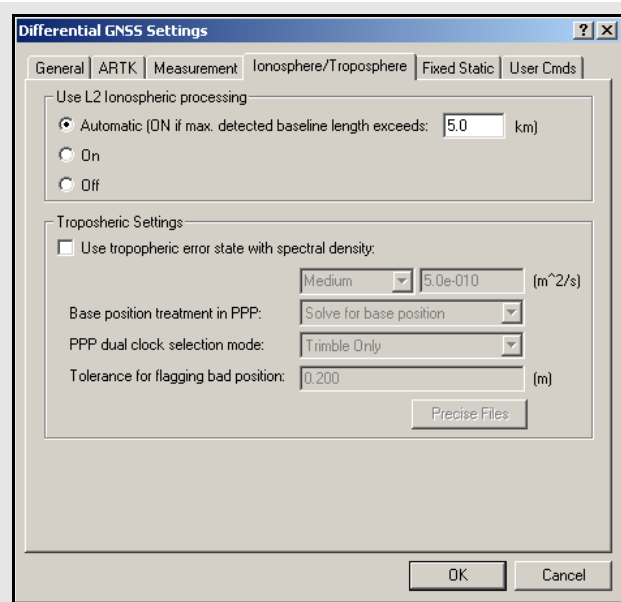 Differential GNSS Settings
General ARTK Measurement Ionosphere/Troposphere Fixed Static User Cmds
Use L2 Ionospheric processing
Automatic (ON if max. detected baseline length exceeds: 5.0 km)
On
Off
Troposheric Settings
Use tropopheric error state with spectral density:
Medium 5.0e-010 (m^2/s)
Base position treatment in PPP: Solve for base position
PPP dual clock selection mode: Trimble Only
Tolerance for flagging bad position: 0.200 (m)
Precise Files
OK Cancel